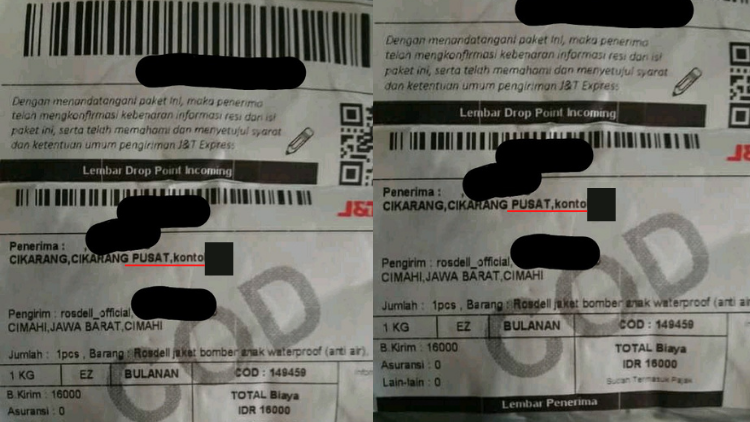 Dengan menandatangani paket Ini, maka penerima
telah mengkonfirmasi kebenaran informasi resi dan isi
paket ini, serta telah memahami dan menyetujui syarat
dan ketentuan umum pengiriman J&T Express
Lembar Drop Point Incoming
J&T
Penerima :
CIKARANG,CIKARANG PUSAT,konto
Pengirim : rosdell_official,
CIMAHI,JAWA BARAT,CIMAHI
COD
Jumlah : 1pcs , Barang : Rosdell jaket bomber anak waterproof (anti air),
1 KG EZ BULANAN COD : 149459
B.Kirim : 16000 TOTAL Biaya
Asuransi : 0 IDR 16000
Dengan menandatangani paket Ini, maka penerima
telah mengkonfirmasi kebenaran informasi resi dan isi
paket ini, serta telah memahami dan menyetujui syarat
dan ketentuan umum pengiriman J&T Express
Lembar Drop Point Incoming
Penerima :
CIKARANG,CIKARANG PUSAT,konto
Pengirim : rosdell_official,
CIMAHI,JAWA BARAT,CIMAHI
COD
Jumlah : 1pcs , Barang : Rosdell jaket bomber anak waterproof (anti air
1 KG EZ BULANAN COD : 149459
B.Kirim : 16000 TOTAL Biaya
Asuransi : 0 IDR 16000
Lain-lain : 0 Sudah Termasuk Pajak
Lembar Penerima